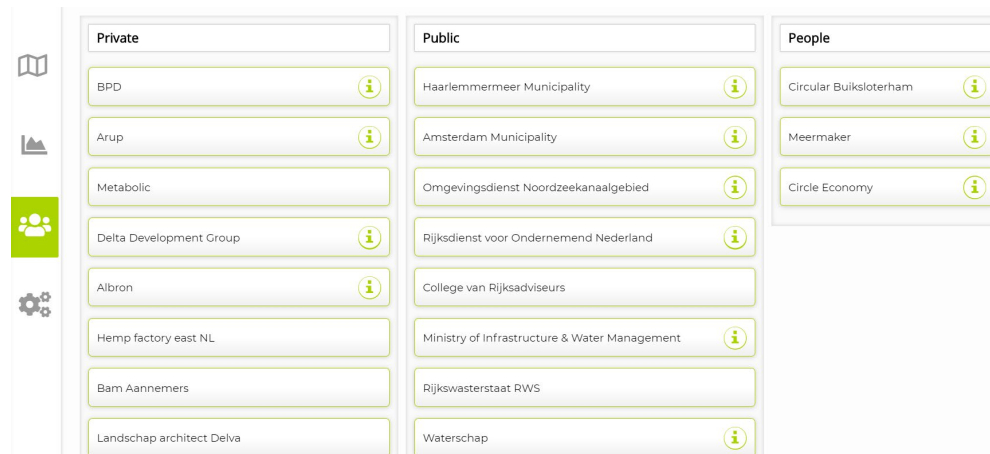 Private
BPD
Arup
Metabolic
Delta Development Group
Albron
Hemp factory east NL
Bam Aannemers
Landschap architect Delva
Public
Haarlemmermeer Municipality
Amsterdam Municipality
Omgevingsdienst Noordzeekanaalgebied
Rijksdienst voor Ondernemend Nederland
College van Rijksadviseurs
Ministry of Infrastructure & Water Management
Rijkswasterstaat RWS
Waterschap
People
Circular Buiksloterham
Meermaker
Circle Economy